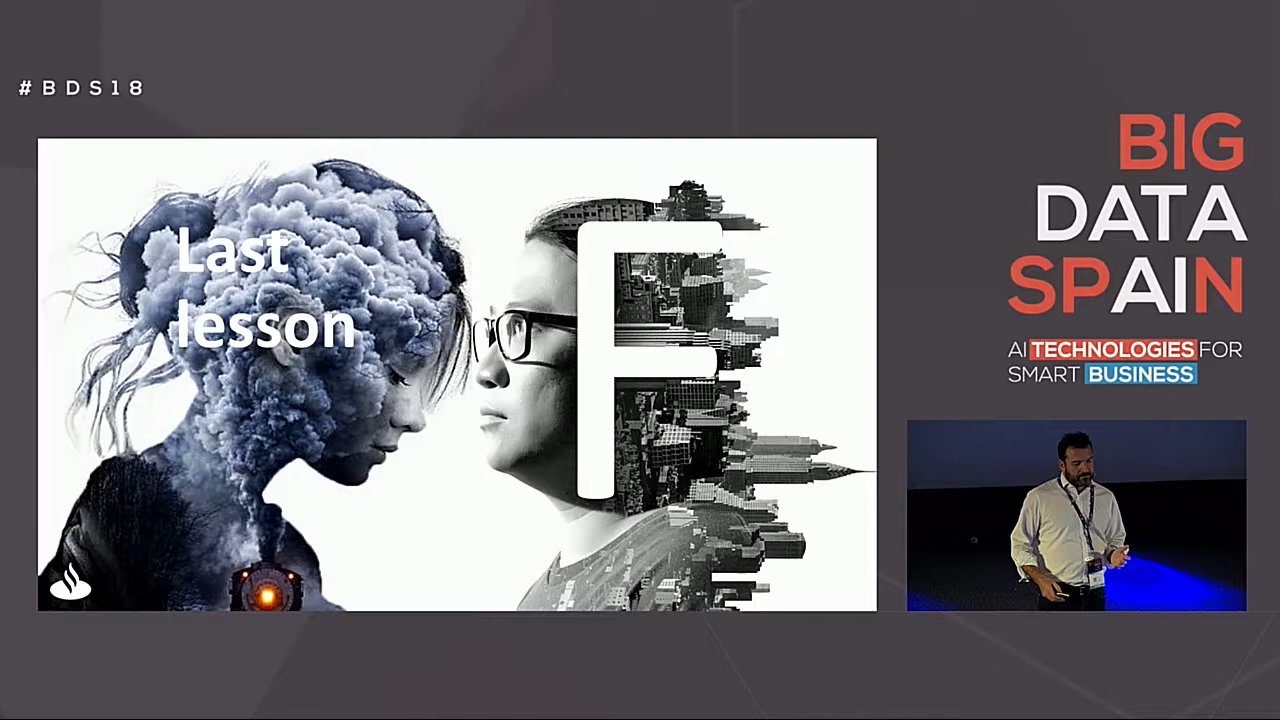 #BDS18
Last
lesson
F
BIG
DATA
SPAIN
AI TECHNOLOGIES FOR
SMART BUSINESS